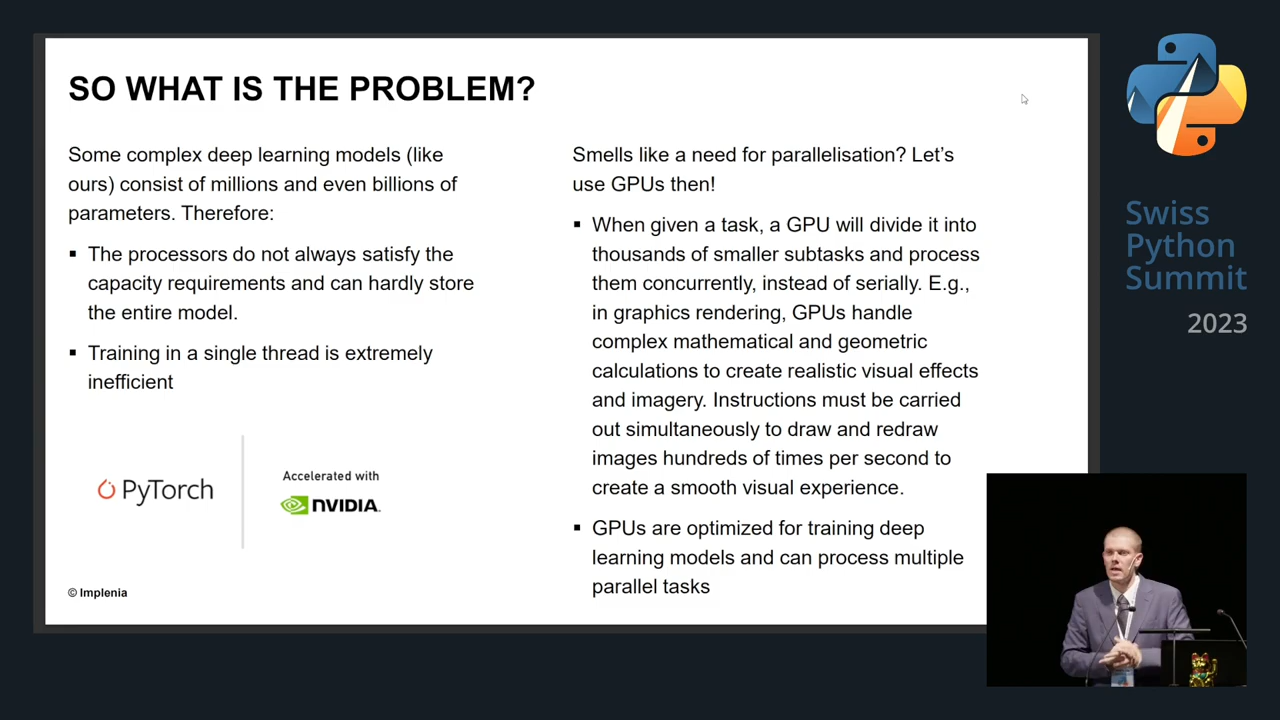 SO WHAT IS THE PROBLEM?
Some complex deep learning models (like
ours) consist of millions and even billions of
parameters. Therefore:
▪ The processors do not always satisfy the
capacity requirements and can hardly store
the entire model.
▪ Training in a single thread is extremely
inefficient
PyTorch
Accelerated with
NVIDIA.
© Implenia
Smells like a need for parallelisation? Let’s
use GPUs then!
▪ When given a task, a GPU will divide it into
thousands of smaller subtasks and process
them concurrently, instead of serially. E.g.,
in graphics rendering, GPUs handle
complex mathematical and geometric
calculations to create realistic visual effects
and imagery. Instructions must be carried
out simultaneously to draw and redraw
images hundreds of times per second to
create a smooth visual experience.
▪ GPUs are optimized for training deep
learning models and can process multiple
parallel tasks
Swiss
Python
Summit
2023